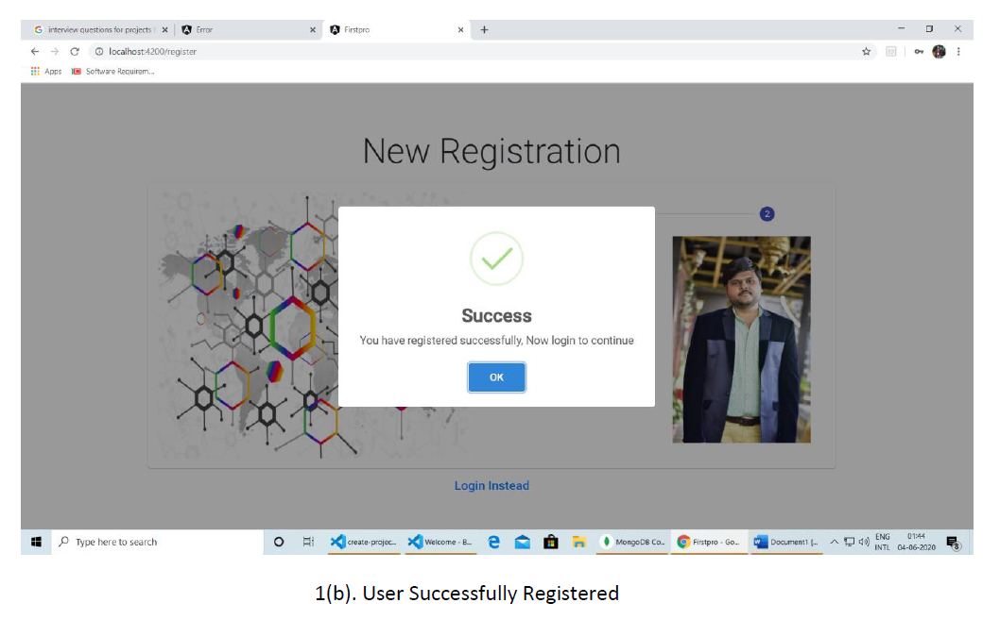 interview questions for projects
Error
Firstpro
localhost:4200/register
Apps
Software Requirem...
New Registration
2
Success
You have registered successfully, Now login to continue
OK
Login Instead
Type here to search
create-projec...
Welcome - B...
MongoDB Co...
Firstpro - Go...
Document1 [...
ENG
INTL
01:44
04-06-2020
1(b). User Successfully Registered